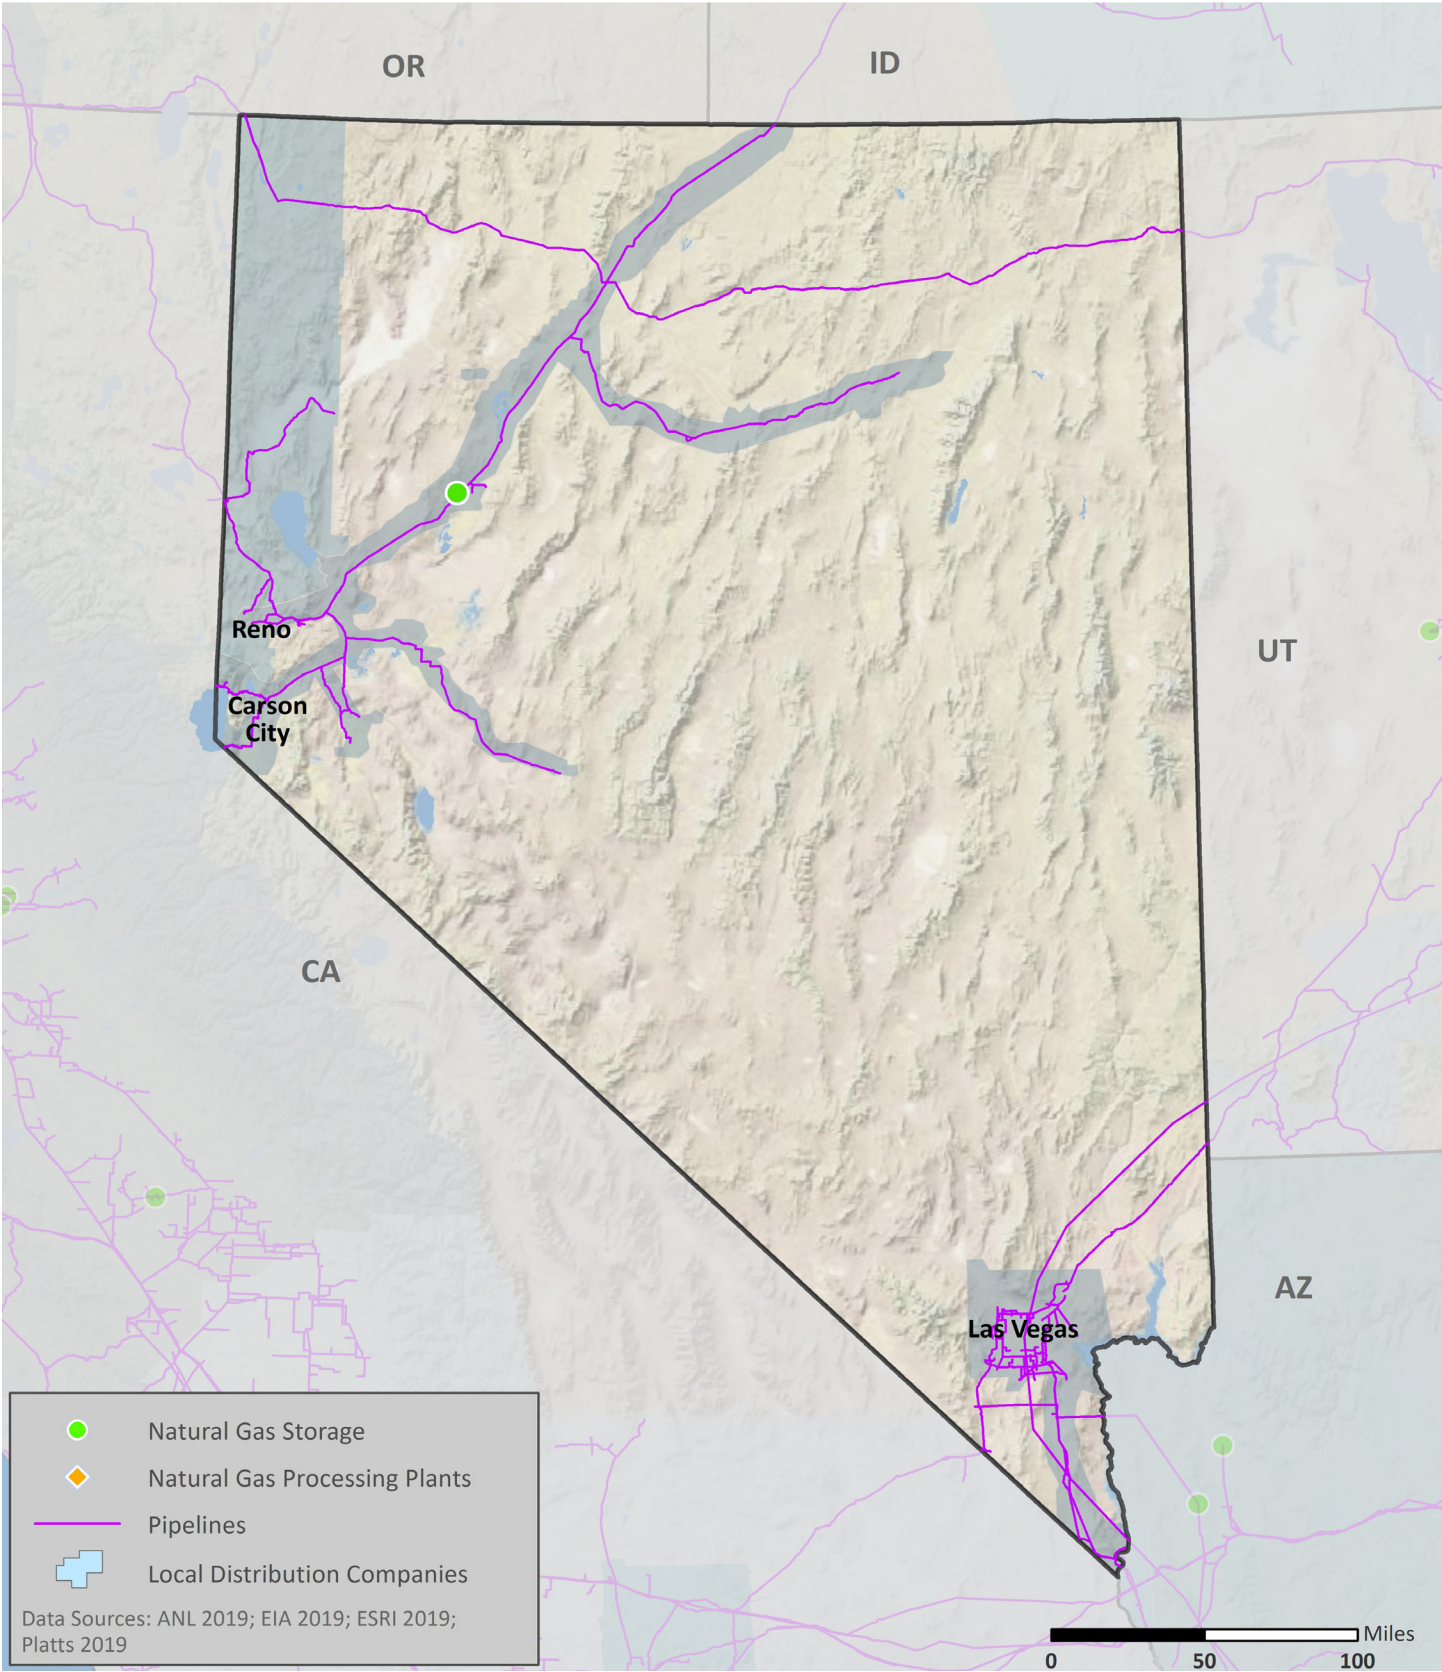 OR
ID
Reno
UT
Carson
City
CA
AZ
Las Vegas
Natural Gas Storage
Natural Gas Processing Plants
Pipelines
Local Distribution Companies
Data Sources: ANL 2019; EIA 2019; ESRI 2019;
Platts 2019
Miles
0 50 100